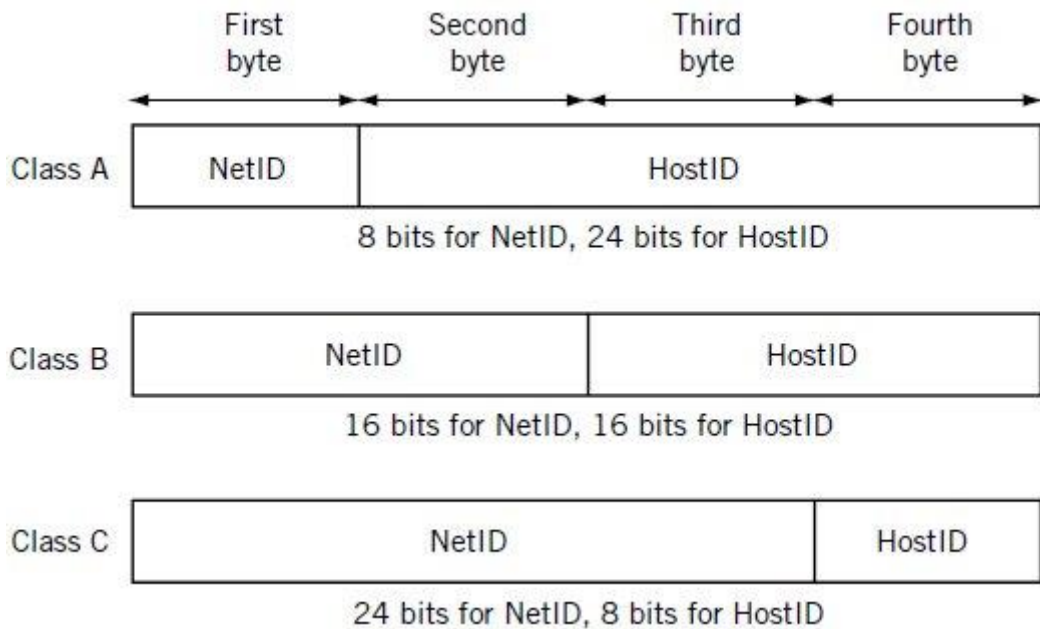 First byte
Second byte
Third byte
Fourth byte
Class A
NetID
HostID
8 bits for NetID, 24 bits for HostID
Class B
NetID
HostID
16 bits for NetID, 16 bits for HostID
Class C
NetID
HostID
24 bits for NetID, 8 bits for HostID